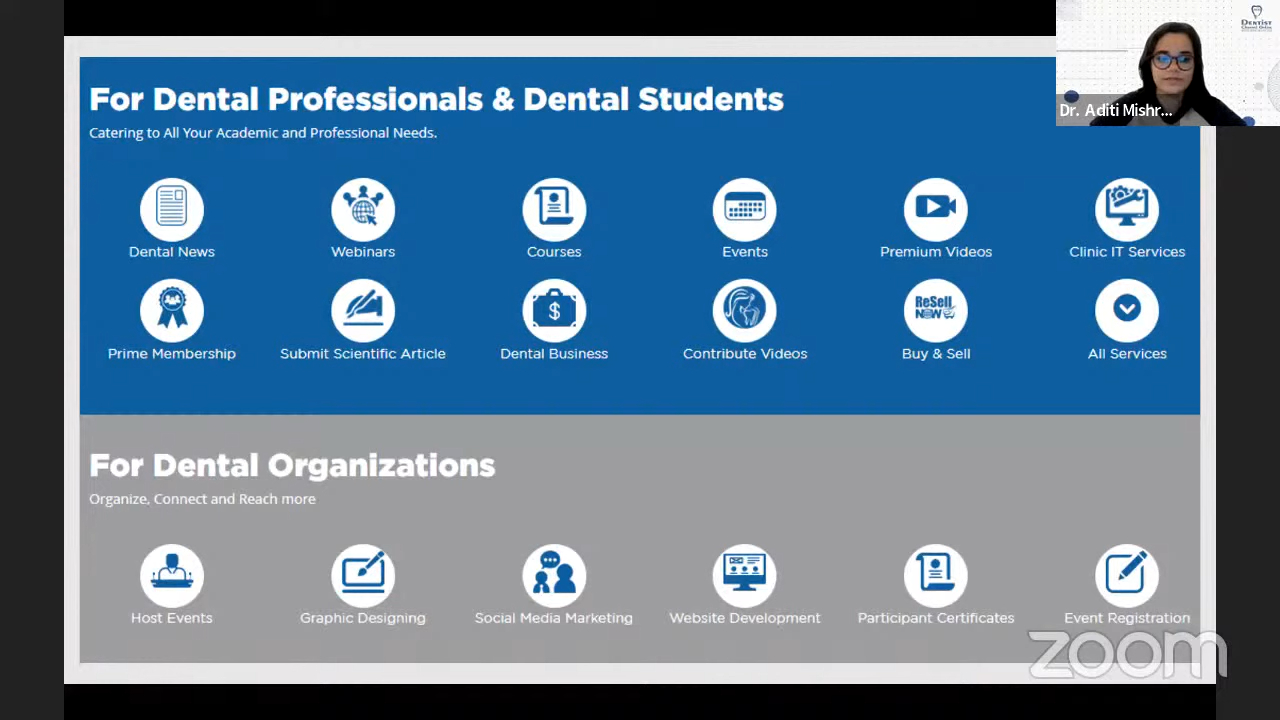 For Dental Professionals & Dental Students
Catering to All Your Academic and Professional Needs.
Dental News
Webinars
Courses
Events
Premium Videos
Clinic IT Services
Prime Membership
Submit Scientific Article
Dental Business
Contribute Videos
ReSell
NOW
Buy & Sell
All Services
For Dental Organizations
Organize, Connect and Reach more
Host Events
Graphic Designing
Social Media Marketing
Website Development
Participant Certificates
Event Registration
DENTIST
Dr. Aditi Mishr...
zoom